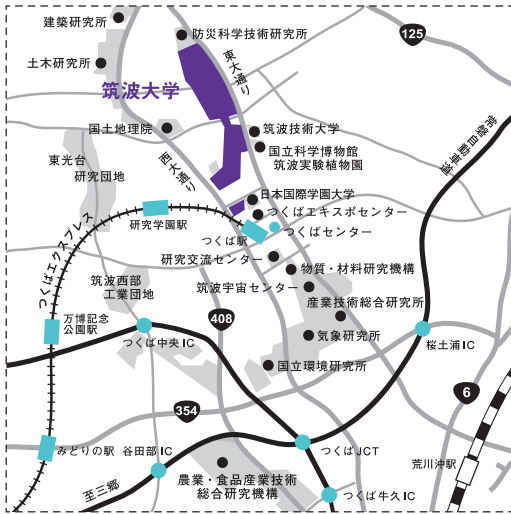 建築研究所
防災科学技術研究所
125
土木研究所
東大通り
筑波大学
国土地理院
筑波技術大学
国立科学博物館
筑波実験植物園
常磐自動車道
西大通り
東光台
研究団地
日本国際学園大学
つくばエキスポセンター
研究学園駅
つくば駅
つくばセンター
つくばエクスプレス
研究交流センター
物質・材料研究機構
筑波西部
工業団地
筑波宇宙センター
産業技術総合研究所
万博記念
公園駅
408
つくば中央IC
気象研究所
桜土浦IC
国立環境研究所
6
354
みどりの駅
谷田部IC
つくばJCT
荒川沖駅
至三郷
農業・食品産業技術
総合研究機構
つくば牛久IC